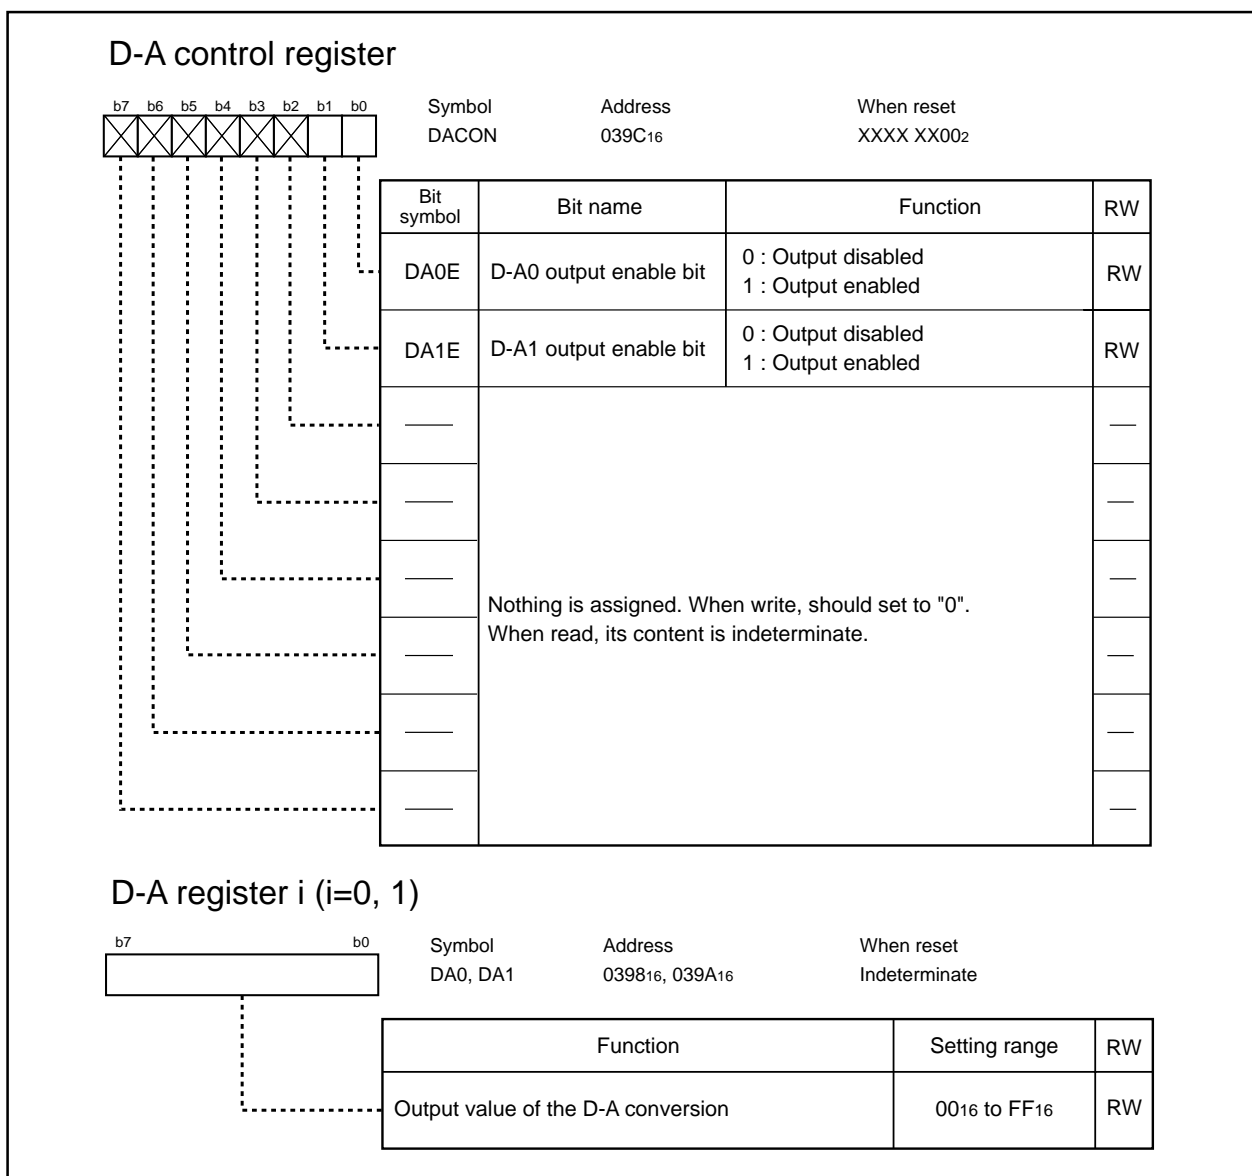 D-A control register
b7 b6 b5 b4 b3 b2 b1 b0
Symbol Address When reset
DACON 039C16 XXXX XX002
Bit symbol Bit name Function RW
DA0E D-A0 output enable bit 0 : Output disabled
1 : Output enabled RW
DA1E D-A1 output enable bit 0 : Output disabled
1 : Output enabled RW
Nothing is assigned. When write, should set to "0".
When read, its content is indeterminate.
D-A register i (i=0, 1)
b7 b0
Symbol Address When reset
DA0, DA1 039816, 039A16 Indeterminate
Function Setting range RW
Output value of the D-A conversion 0016 to FF16 RW